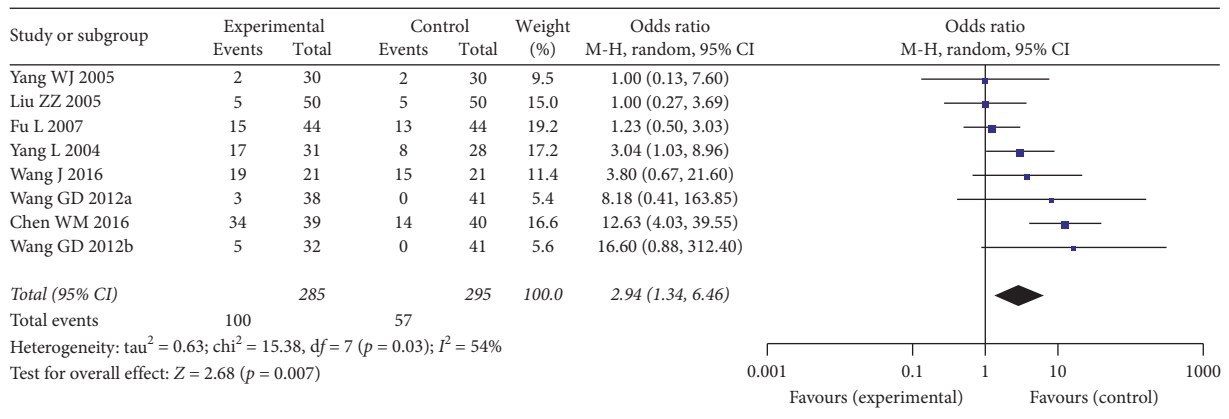 Study or subgroup Experimental Control Weight Odds ratio Odds ratio
Events Total Events Total (%) M-H, random, 95% CI M-H, random, 95% CI
Yang WJ 2005 2 30 2 30 9.5 1.00 (0.13, 7.60)
Liu ZZ 2005 5 50 5 50 15.0 1.00 (0.27, 3.69)
Fu L 2007 15 44 13 44 19.2 1.23 (0.50, 3.03)
Yang L 2004 17 31 8 28 17.2 3.04 (1.03, 8.96)
Wang J 2016 19 21 15 21 11.4 3.80 (0.67, 21.60)
Wang GD 2012a 3 38 0 41 5.4 8.18 (0.41, 163.85)
Chen WM 2016 34 39 14 40 16.6 12.63 (4.03, 39.55)
Wang GD 2012b 5 32 0 41 5.6 16.60 (0.88, 312.40)
Total (95% CI) 285 295 100.0 2.94 (1.34, 6.46)
Total events 100 57
Heterogeneity: tau² = 0.63; chi² = 15.38, df = 7 (p = 0.03); I² = 54%
Test for overall effect: Z = 2.68 (p = 0.007)
0.001 0.1 1 10 1000
Favours (experimental) Favours (control)